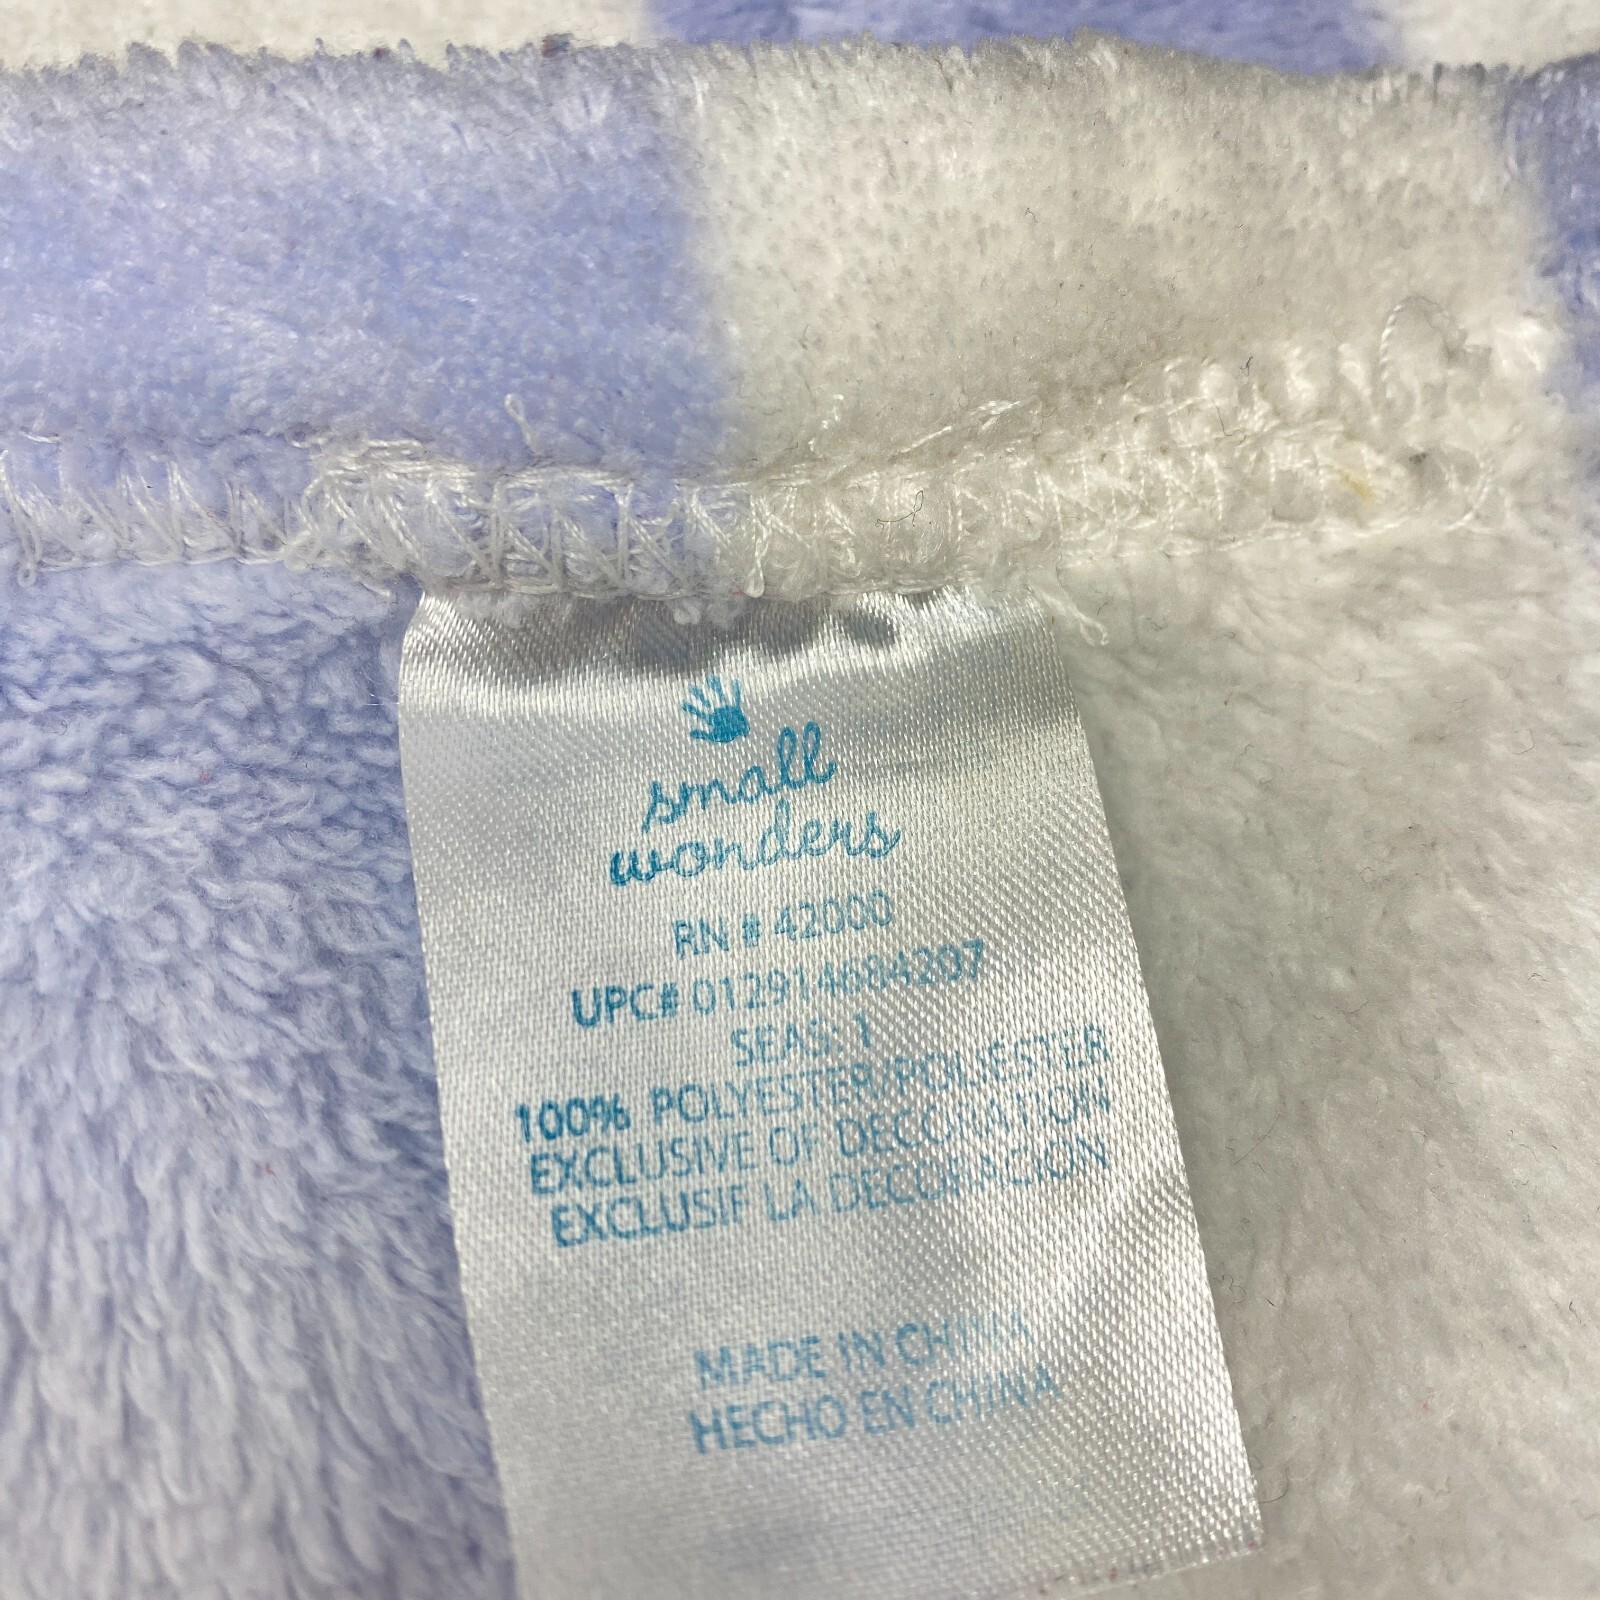 small
wonders
RN # 42000
UPC# 012914684207
SEAS: 1
100% POLYESTER/POLIESTER
EXCLUSIVE OF DECORATION
EXCLUSIF LA DECORACION
MADE IN CHINA
HECHO EN CHINA